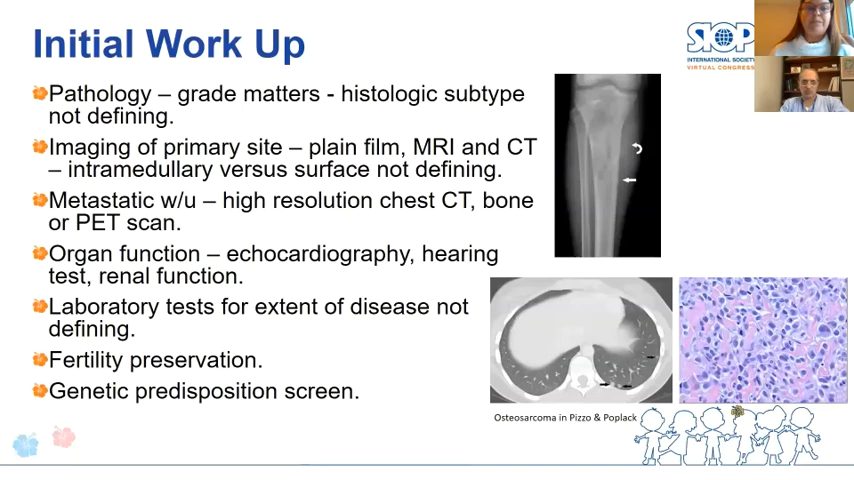 Initial Work Up
Pathology – grade matters - histologic subtype
not defining.
Imaging of primary site – plain film, MRI and CT
– intramedullary versus surface not defining.
Metastatic w/u – high resolution chest CT, bone
or PET scan.
Organ function – echocardiography, hearing
test, renal function.
Laboratory tests for extent of disease not
defining.
Fertility preservation.
Genetic predisposition screen.
SIOP
INTERNATIONAL SOCIETY
VIRTUAL CONGRESS
Osteosarcoma in Pizzo & Poplack